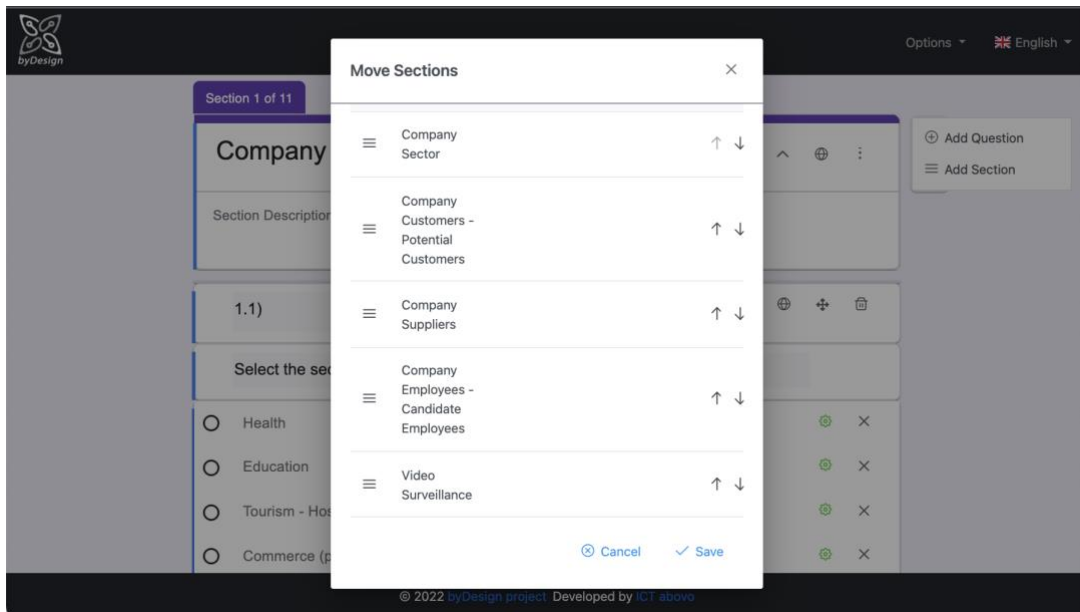 byDesign
Options
English
Move Sections
Section 1 of 11
Company
Section Description
Company
Sector
Company
Customers -
Potential
Customers
Company
Suppliers
Company
Employees -
Candidate
Employees
Video
Surveillance
Cancel
Save
Add Question
Add Section
1.1)
Select the
Health
Education
Tourism -
Commerce
© 2022 byDesign project Developed by ICT abovo